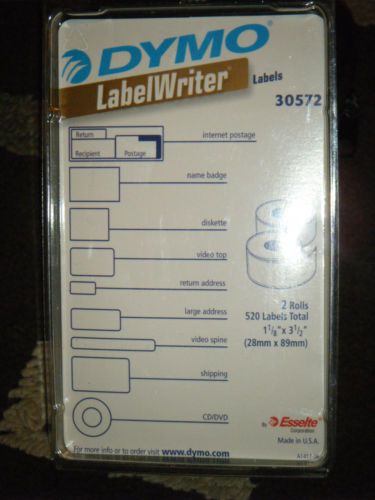 DYMO
LabelWriter Labels
30572
Return
Recipient Postage
internet postage
name badge
diskette
video top
return address
2 Rolls
520 Labels Total
1 1/8" x 3 1/2"
(28mm x 89mm)
large address
video spine
shipping
CD/DVD
By Esselte
Corporation
Made in U.S.A.
For more info or to order visit www.dymo.com